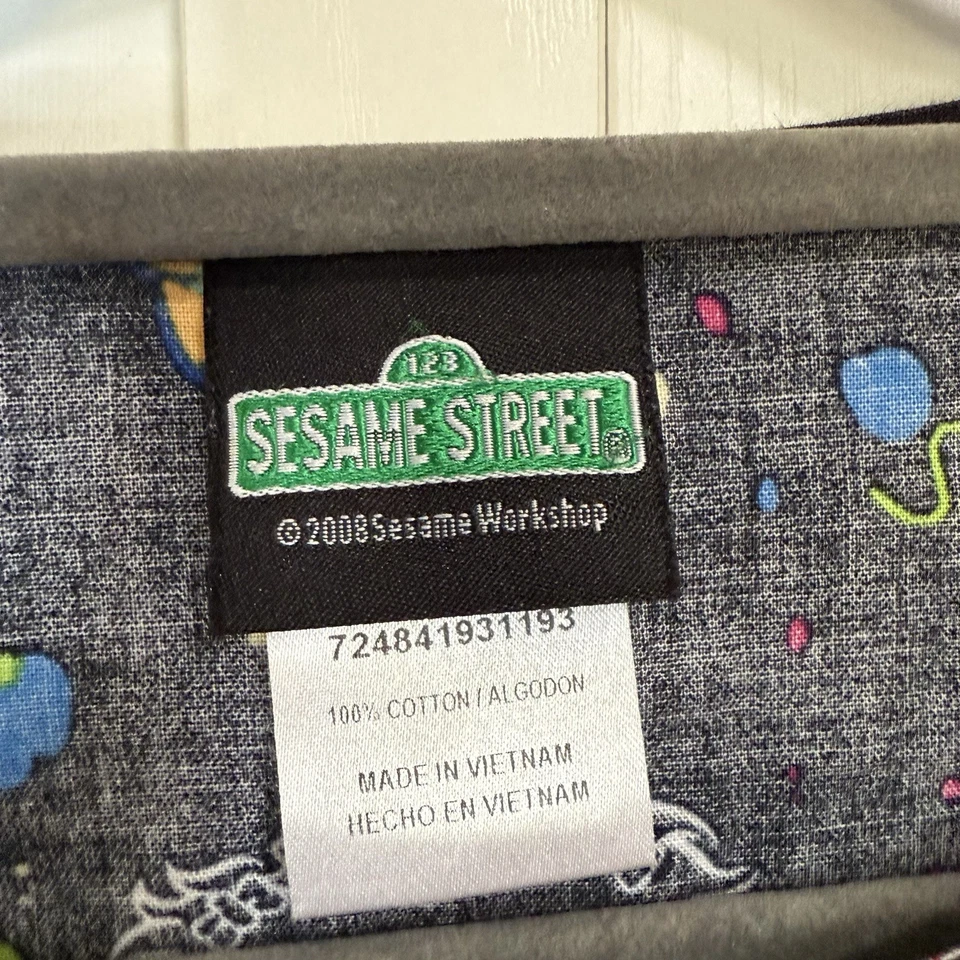 123
SESAME STREET®
©2008 Sesame Workshop
724841931193
100% COTTON / ALGODON
MADE IN VIETNAM
HECHO EN VIETNAM